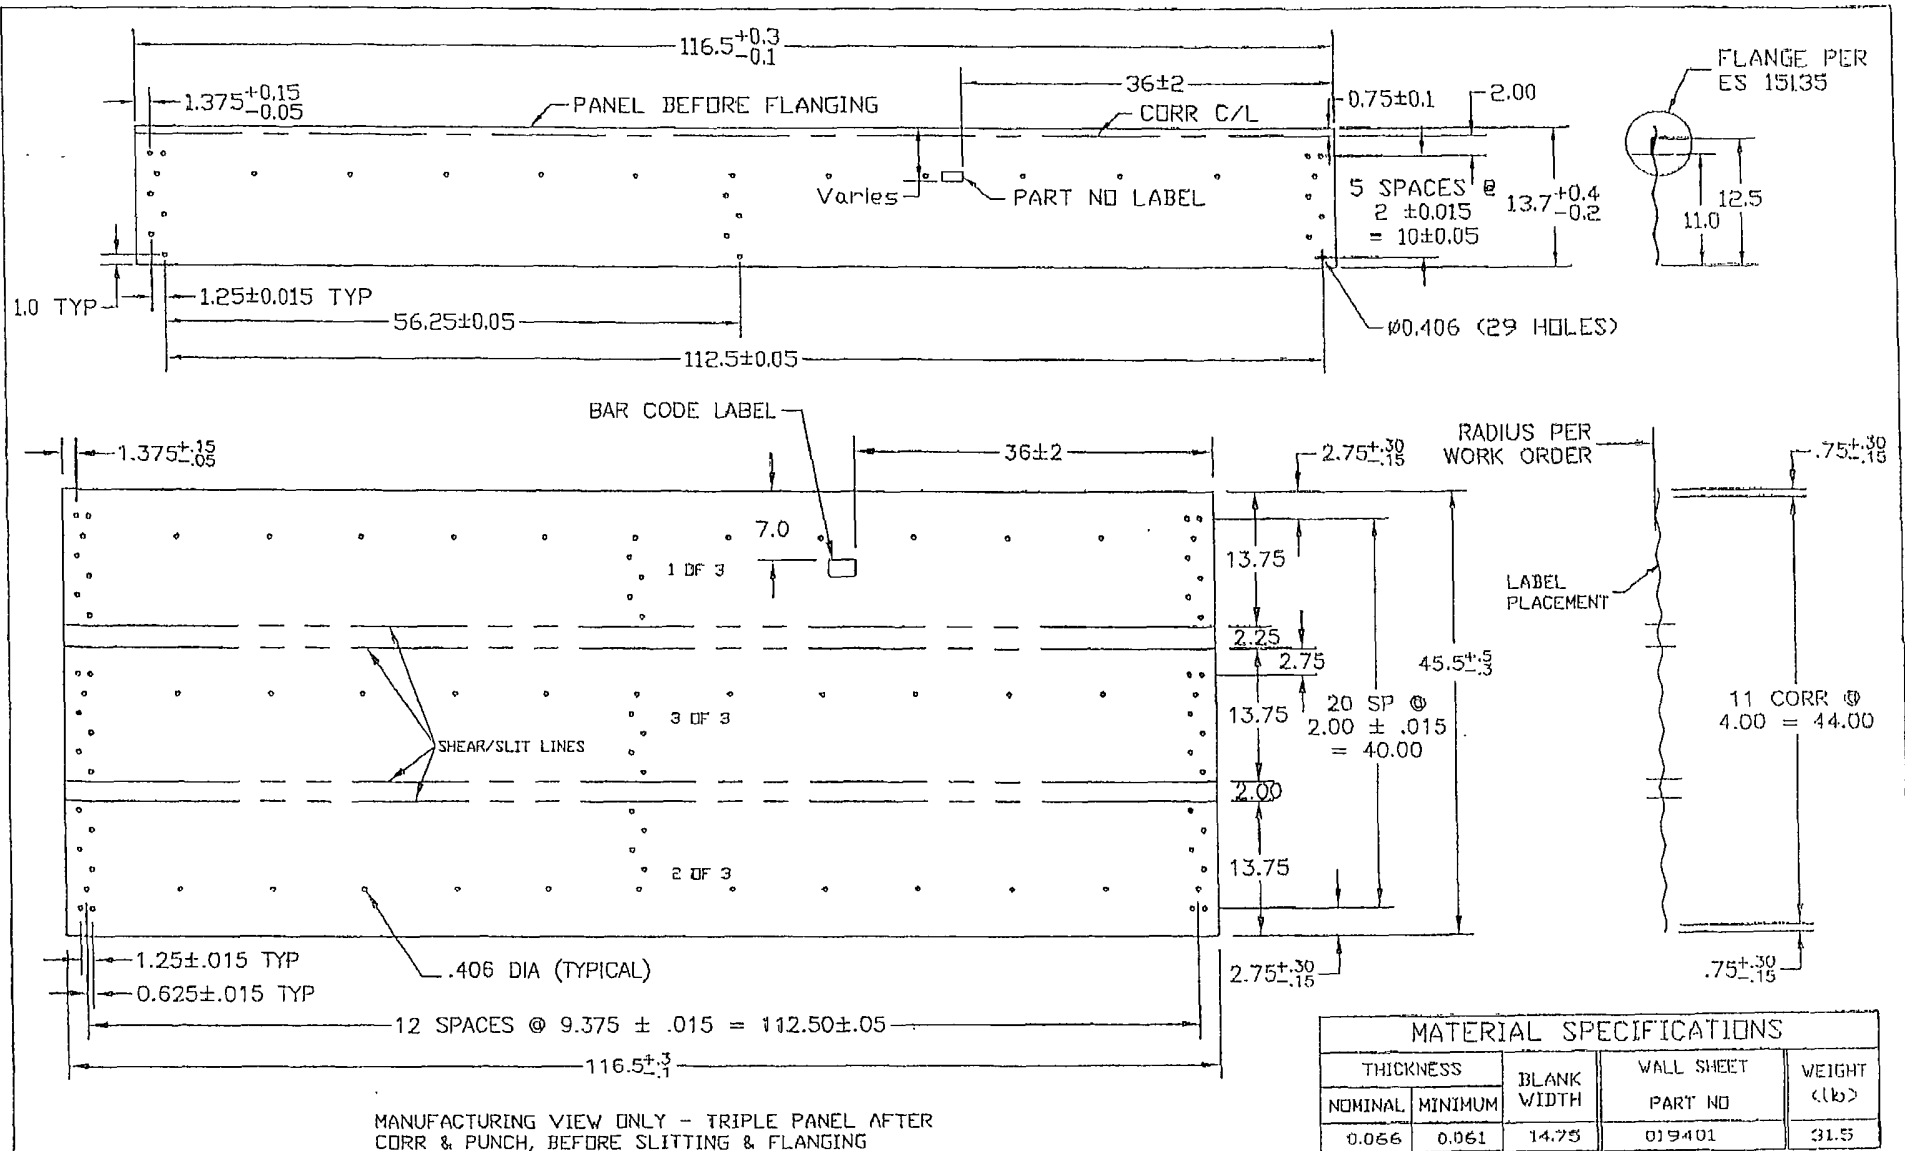 116.5+0.3-0.1
36±2
FLANGE PER
ES 15135
1.375+0.15-0.05
PANEL BEFORE FLANGING
CORR C/L
0.75±0.1
2.00
Varies
PART NO LABEL
5 SPACES @
2 ±0.015
= 10±0.05
13.7+0.4-0.2
11.0
12.5
1.0 TYP
1.25±0.015 TYP
56.25±0.05
112.5±0.05
Ø0.406 (29 HOLES)
BAR CODE LABEL
1.375+.15-.05
36±2
2.75+.30-.15
RADIUS PER
WORK ORDER
.75+.30-.15
7.0
1 OF 3
13.75
LABEL
PLACEMENT
2.25
2.75
45.5+.5-.3
3 OF 3
13.75
20 SP @
2.00 ± .015
= 40.00
11 CORR @
4.00 = 44.00
SHEAR/SLIT LINES
2.00
2 OF 3
13.75
1.25±.015 TYP
.406 DIA (TYPICAL)
2.75+.30-.15
.75+.30-.15
0.625±.015 TYP
12 SPACES @ 9.375 ± .015 = 112.50±.05
116.5+.3-.1
MATERIAL SPECIFICATIONS
THICKNESS
BLANK
WIDTH
WALL SHEET
PART NO
WEIGHT
(lb)
NOMINAL
MINIMUM
0.066
0.061
14.75
019401
31.5
MANUFACTURING VIEW ONLY - TRIPLE PANEL AFTER
CORR & PUNCH, BEFORE SLITTING & FLANGING